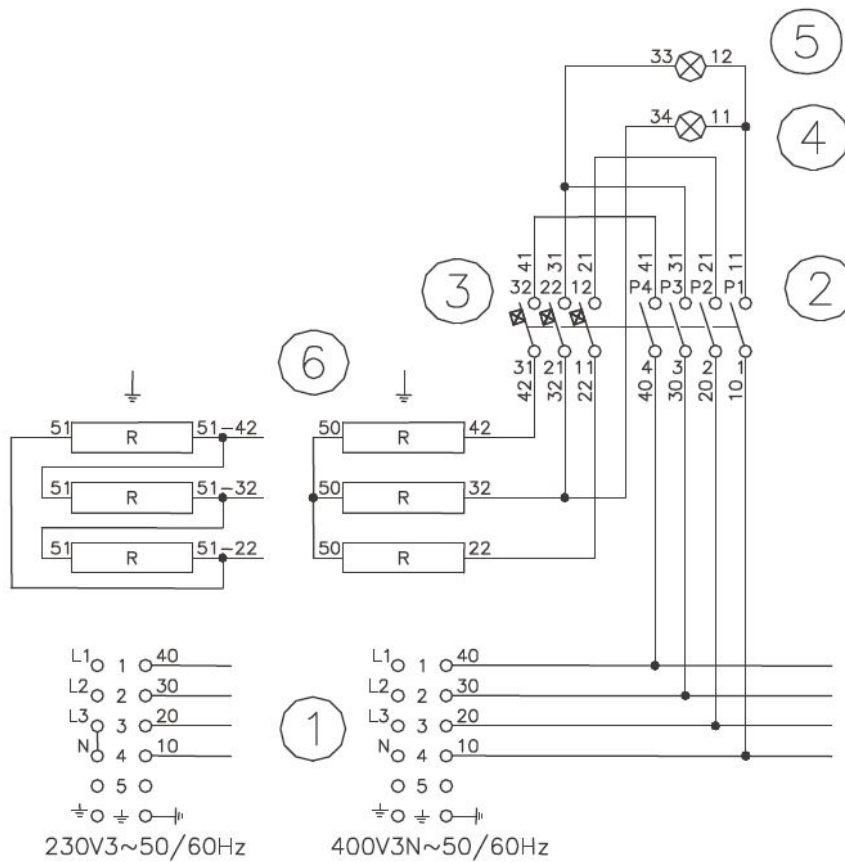 5
33 12
34 11
4
41 31 21 41 31 21 11
3
32 22 12 P4 P3 P2 P1
2
31 21 11 4 3 2 1
42 32 22 40 30 20 10
6
51 R 51-42
50 R 42
51 R 51-32
50 R 32
51 R 51-22
50 R 22
L1 1 40
L1 1 40
L2 2 30
L2 2 30
L3 3 20
L3 3 20
1
N 4 10
N 4 10
5
5
230V3~50/60Hz
400V3N~50/60Hz